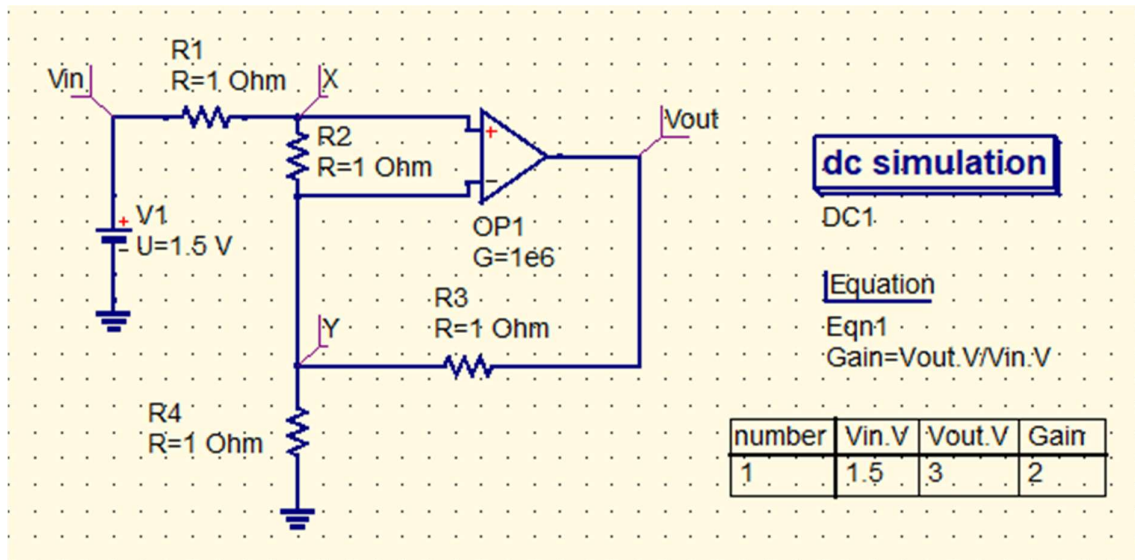 R1
R=1 Ohm
Vin
X
R2
R=1 Ohm
+
-
Vout
V1
U=1.5 V
+
-
OP1
G=1e6
R3
R=1 Ohm
Y
R4
R=1 Ohm
dc simulation
DC1
Equation
Eqn1
Gain=Vout.V/Vin.V
number Vin.V Vout.V Gain
1 1.5 3 2